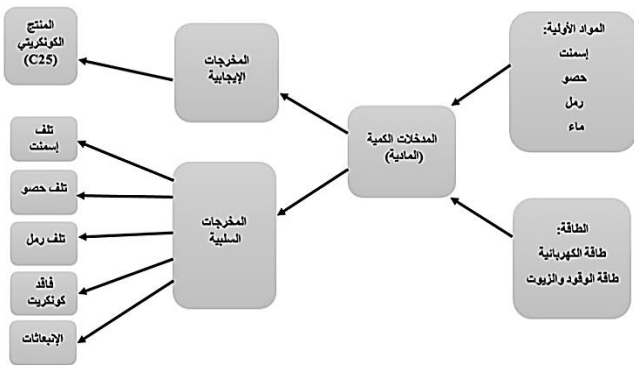 المواد الأولية:
إسمنت
حصو
رمل
ماء
الطاقة:
طاقة الكهربائية
طاقة الوقود والزيوت
المدخلات الكمية
(المادية)
المخرجات
الإيجابية
المنتج
الكونكريتي
(C25)
المخرجات
السلبية
تلف
إسمنت
تلف حصو
تلف رمل
فاقد
كونكريت
الإنبعاثات